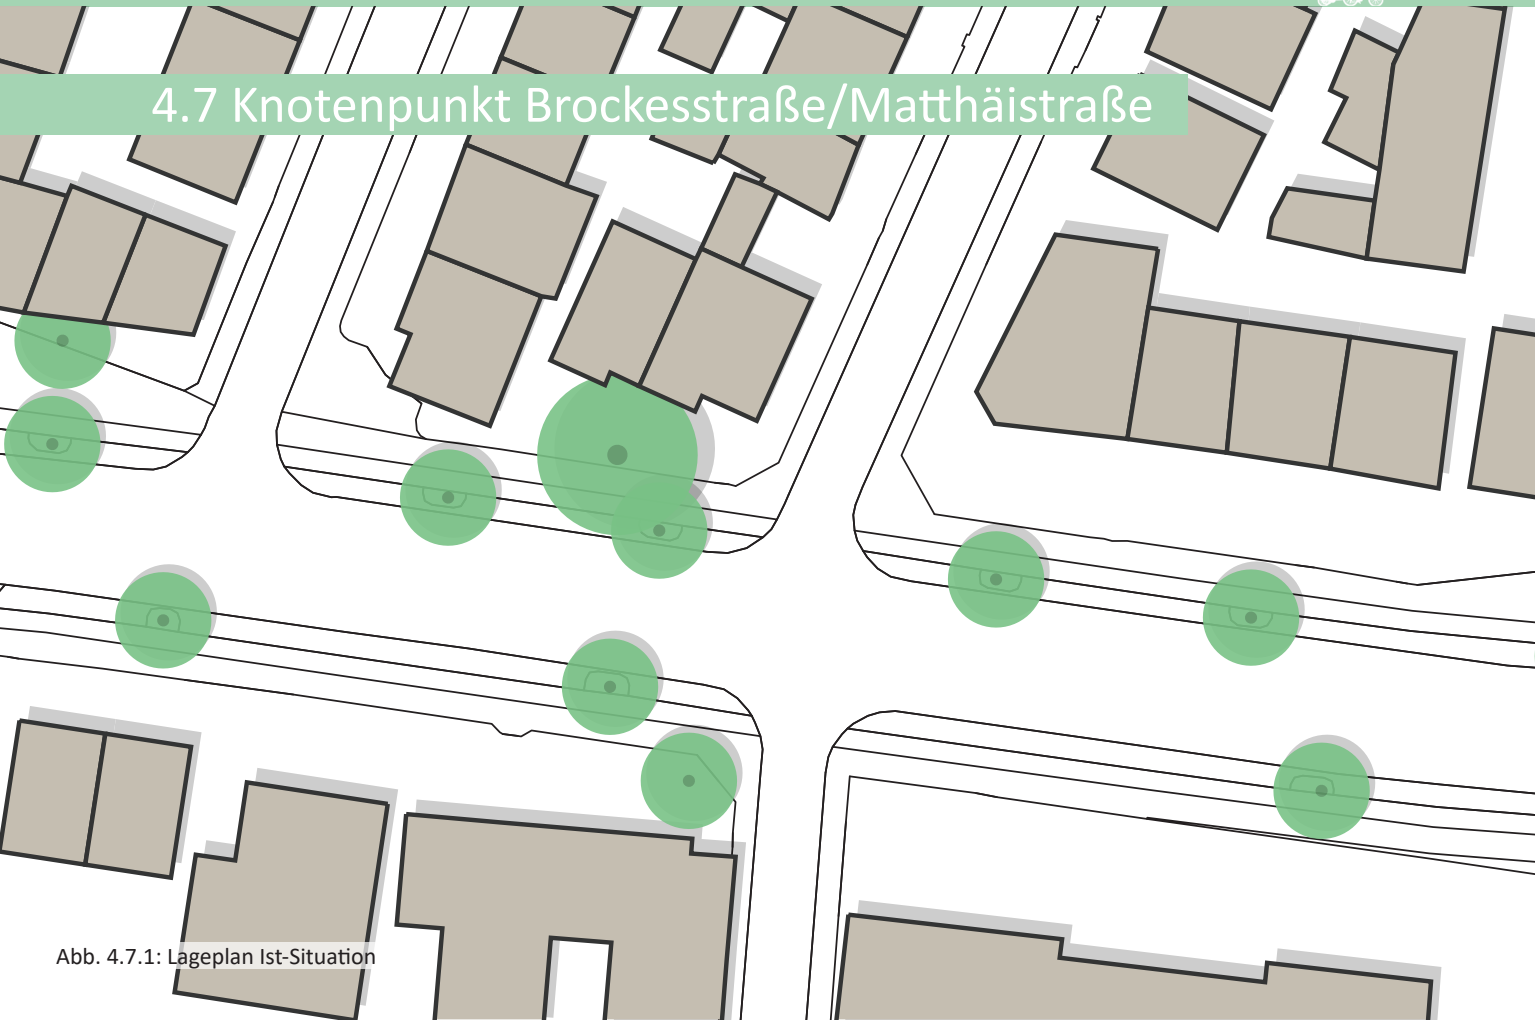 4.7 Knotenpunkt Brockesstraße/Matthäistraße
Abb. 4.7.1: Lageplan Ist-Situation